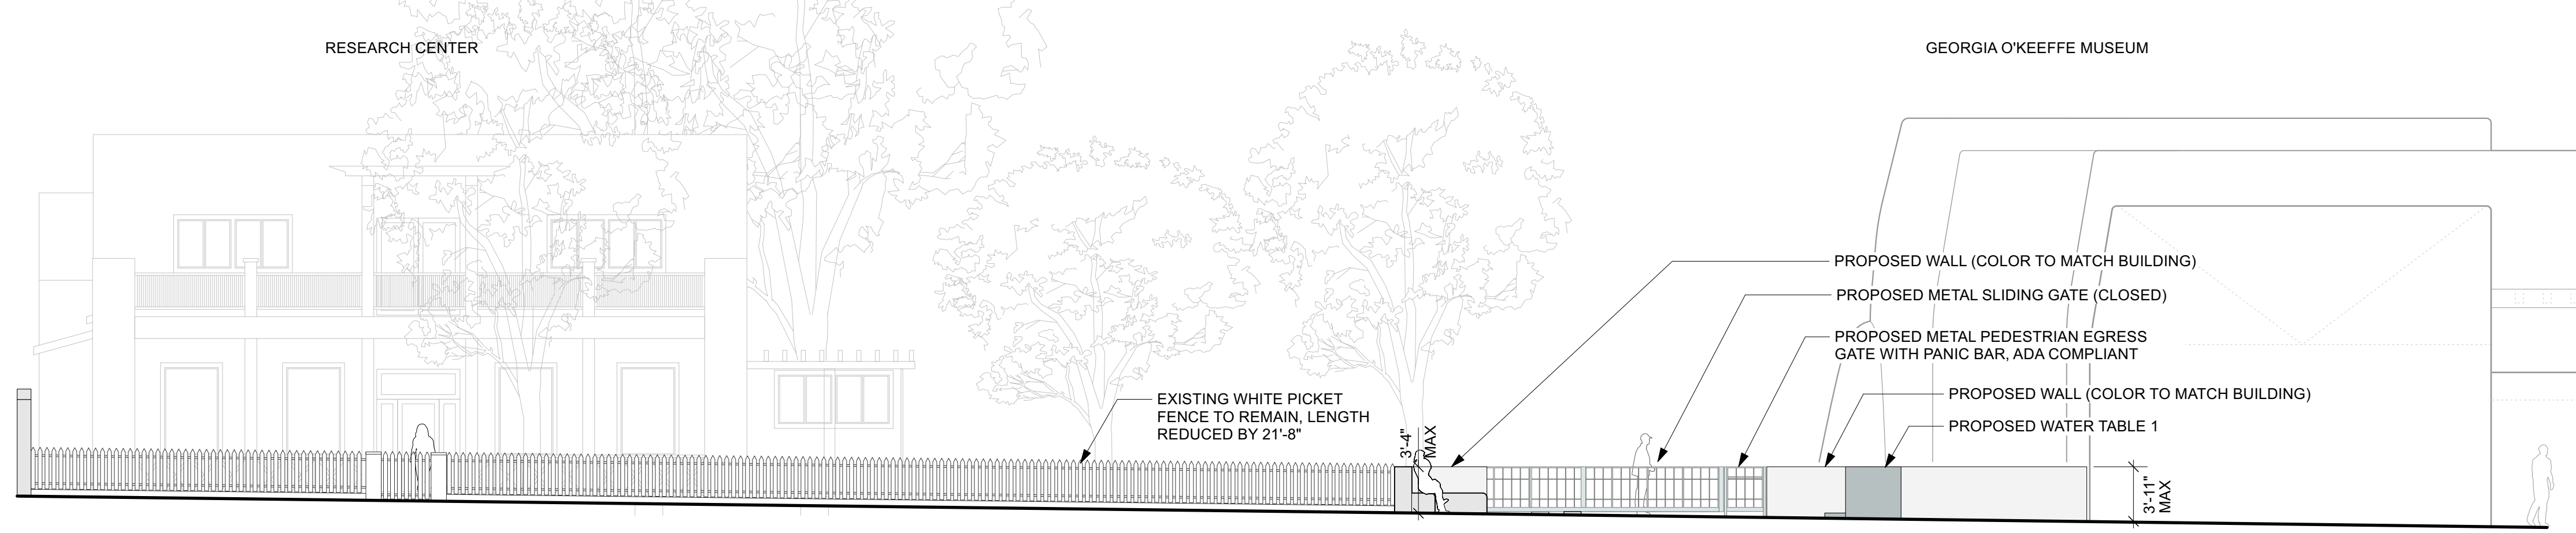 RESEARCH CENTER
GEORGIA O'KEEFFE MUSEUM
PROPOSED WALL (COLOR TO MATCH BUILDING)
PROPOSED METAL SLIDING GATE (CLOSED)
PROPOSED METAL PEDESTRIAN EGRESS
GATE WITH PANIC BAR, ADA COMPLIANT
EXISTING WHITE PICKET
FENCE TO REMAIN, LENGTH
REDUCED BY 21'-8"
PROPOSED WALL (COLOR TO MATCH BUILDING)
PROPOSED WATER TABLE 1
3'-4"
MAX
3'-11"
MAX